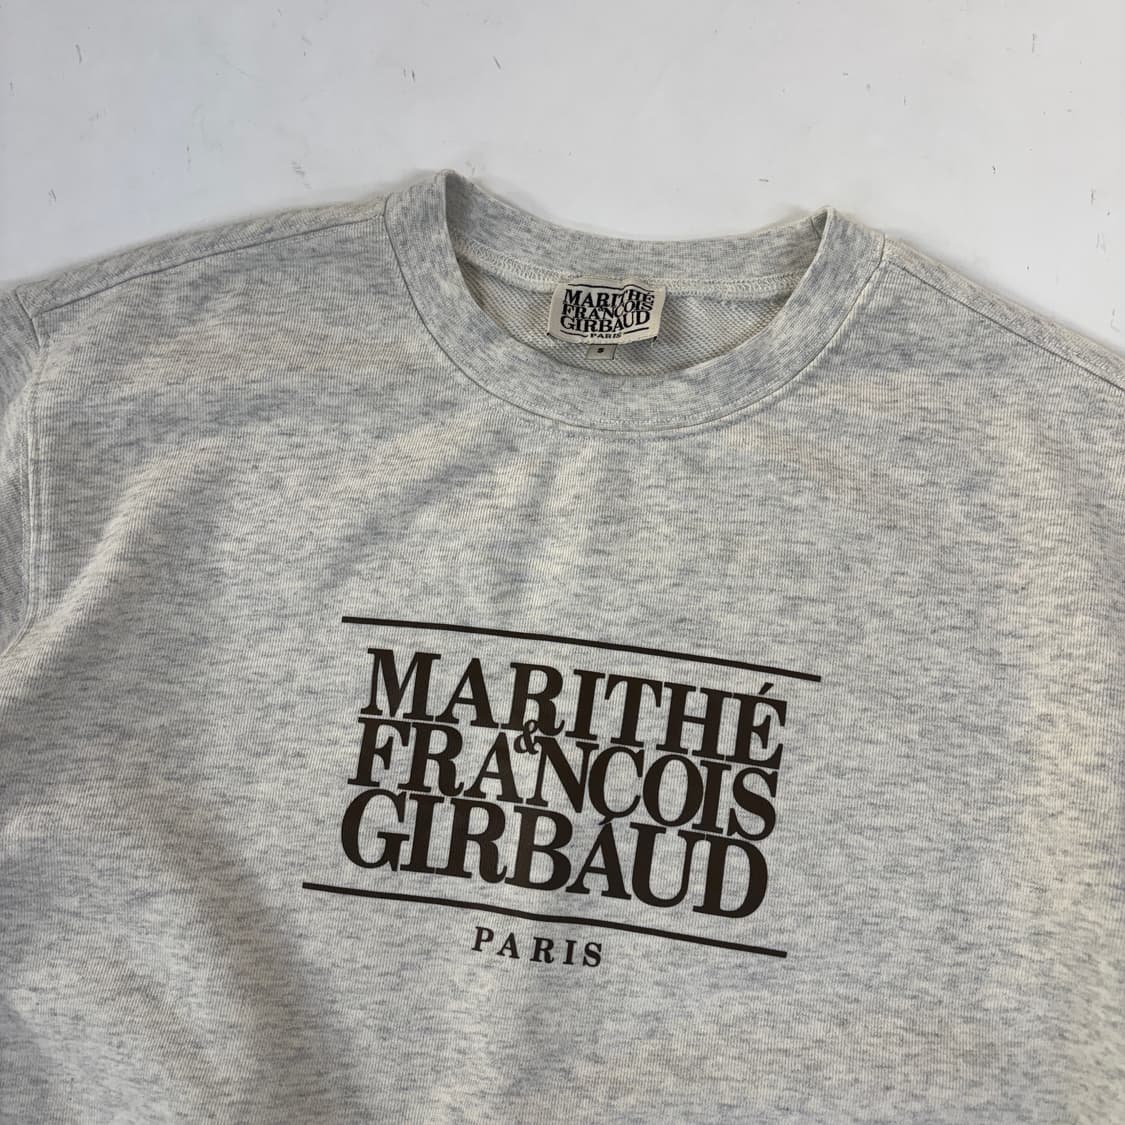 MARITHÉ
FRANÇOIS
GIRBAUD
PARIS
S
MARITHÉ
&
FRANÇOIS
GIRBAUD
PARIS